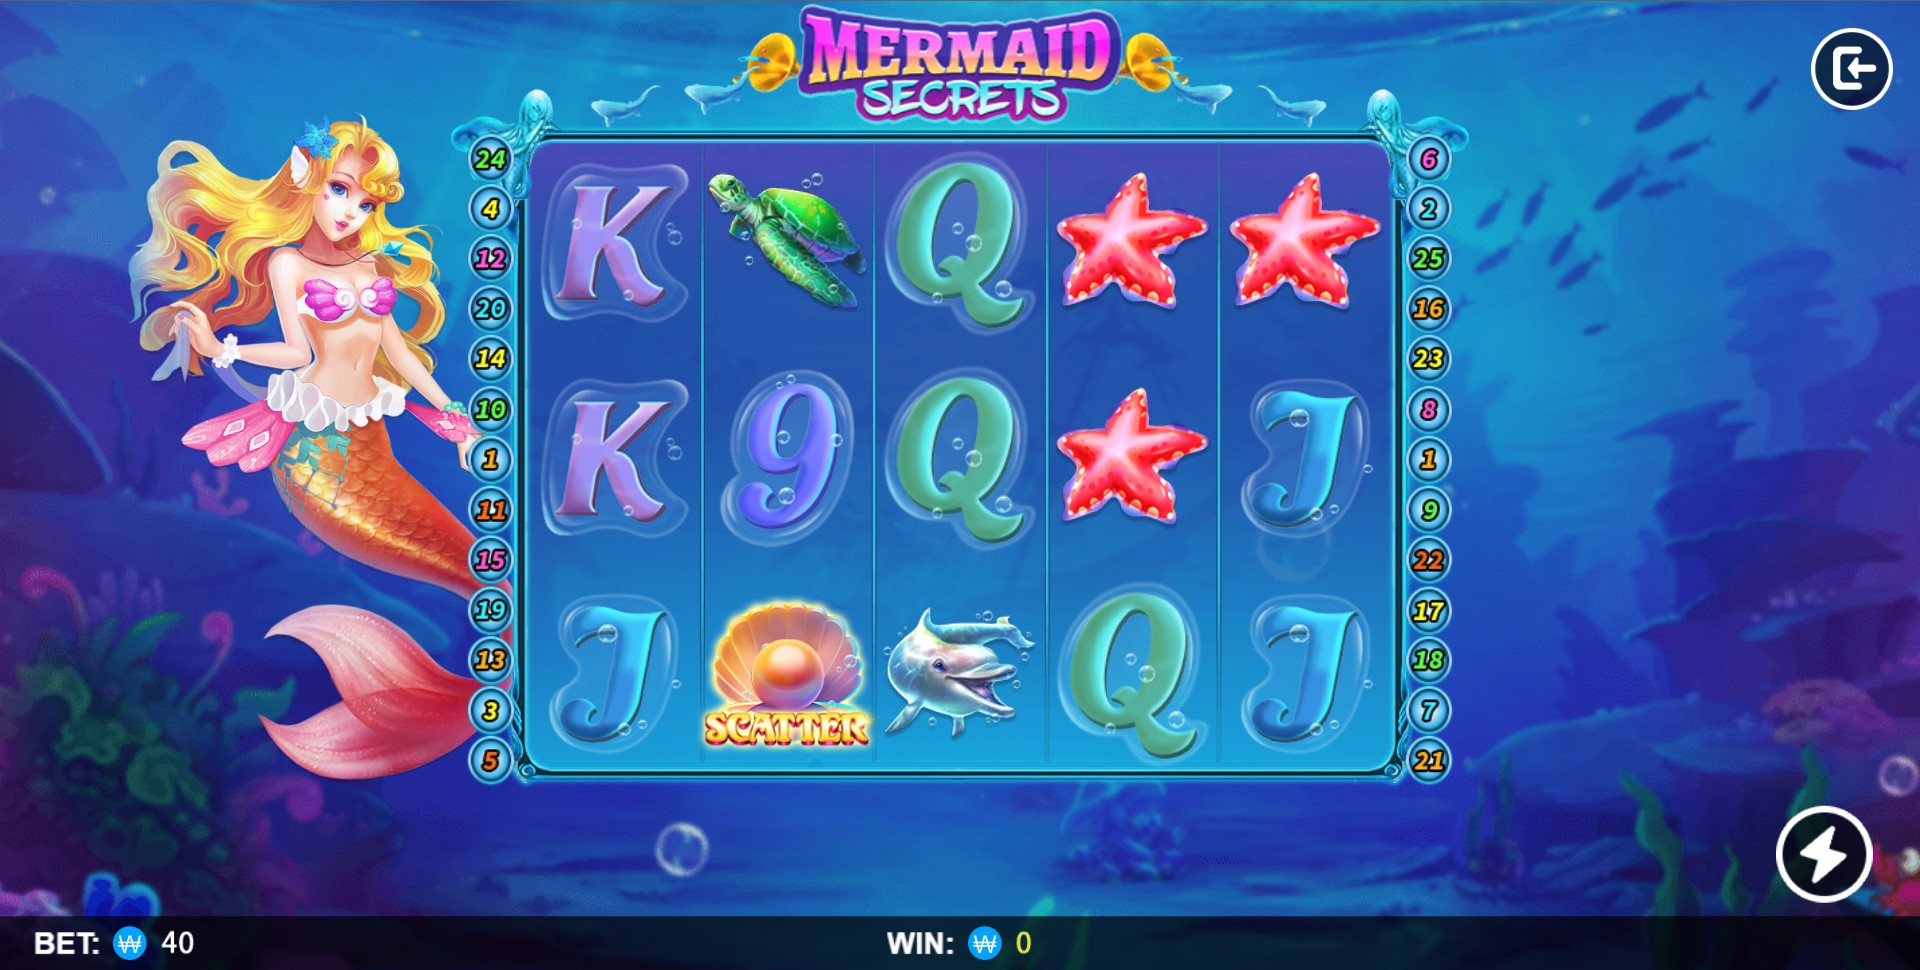 MERMAID
SECRETS
24 6
4 2
12 25
20 16
14 23
10 8
1 1
11 9
15 22
19 17
13 18
3 7
5 21
K Q
K 9 Q J
J SCATTER Q J
BET: ₩ 40 WIN: ₩ 0